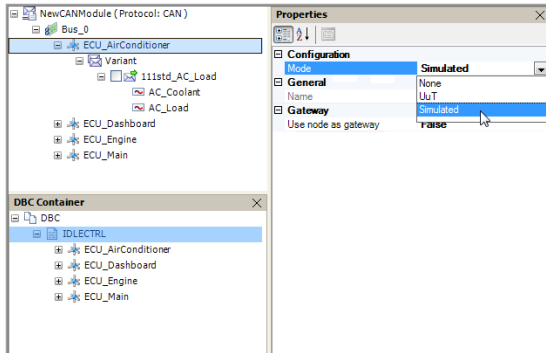 NewCANModule (Protocol: CAN )
Bus_0
ECU_AirConditioner
Variant
111std_AC_Load
AC_Coolant
AC_Load
ECU_Dashboard
ECU_Engine
ECU_Main
DBC Container
DBC
IDLECTRL
ECU_AirConditioner
ECU_Dashboard
ECU_Engine
ECU_Main
Properties
Configuration
Mode Simulated
General
Name
Gateway
Use node as gateway False
None
UuT
Simulated